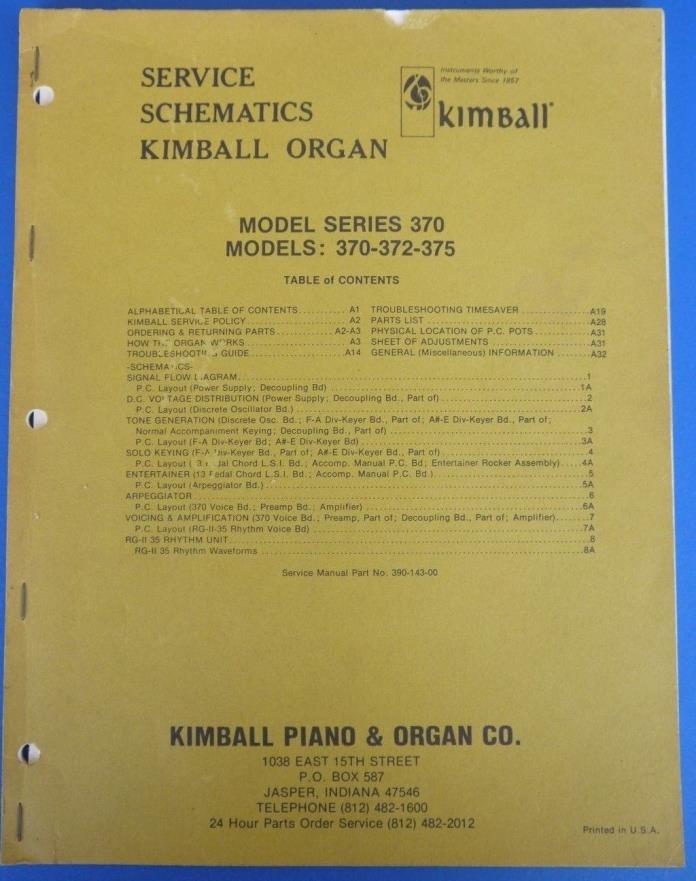 SERVICE
SCHEMATICS
KIMBALL ORGAN
Instruments Worthy of
the Masters Since 1857
kimball
MODEL SERIES 370
MODELS: 370-372-375
TABLE of CONTENTS
ALPHABETICAL TABLE OF CONTENTS........... A1
KIMBALL SERVICE POLICY........................ A2
ORDERING & RETURNING PARTS............ A2-A3
HOW THE ORGAN WORKS...................... A3
TROUBLESHOOTING GUIDE..................... A14
TROUBLESHOOTING TIMESAVER ...............A19
PARTS LIST ...................................A28
PHYSICAL LOCATION OF P.C. POTS............A31
SHEET OF ADJUSTMENTS .....................A31
GENERAL (Miscellaneous) INFORMATION .......A32
-SCHEMATICS-
SIGNAL FLOW DIAGRAM....................................1
P.C. Layout (Power Supply; Decoupling Bd)....................1A
D.C. VOLTAGE DISTRIBUTION (Power Supply; Decoupling Bd., Part of)....................2
P.C. Layout (Discrete Oscillator Bd.)....................2A
TONE GENERATION (Discrete Osc. Bd.; F-A Div-Keyer Bd., Part of; A#-E Div-Keyer Bd., Part of;
Normal Accompaniment Keying; Decoupling Bd., Part of)....................3
P.C. Layout (F-A Div-Keyer Bd; A#-E Div-Keyer Bd)....................3A
SOLO KEYING (F-A Div-Keyer Bd., Part of; A#-E Div-Keyer Bd., Part of)....................4
P.C. Layout (13 Pedal Chord L.S.I. Bd.; Accomp. Manual P.C. Bd; Entertainer Rocker Assembly).....4A
ENTERTAINER (13 Pedal Chord L.S.I. Bd.; Accomp. Manual P.C. Bd.)....................5
P.C. Layout (Arpeggiator Bd.)....................5A
ARPEGGIATOR ....................6
P.C. Layout (370 Voice Bd.; Preamp Bd.; Amplifier)....................6A
VOICING & AMPLIFICATION (370 Voice Bd.; Preamp, Part of; Decoupling Bd., Part of; Amplifier)........7
P.C. Layout (RG-II-35 Rhythm Voice Bd)....................7A
RG-II 35 RHYTHM UNIT....................8
RG-II 35 Rhythm Waveforms ....................8A
Service Manual Part No. 390-143-00
KIMBALL PIANO & ORGAN CO.
1038 EAST 15TH STREET
P.O. BOX 587
JASPER, INDIANA 47546
TELEPHONE (812) 482-1600
24 Hour Parts Order Service (812) 482-2012
Printed in U.S.A.